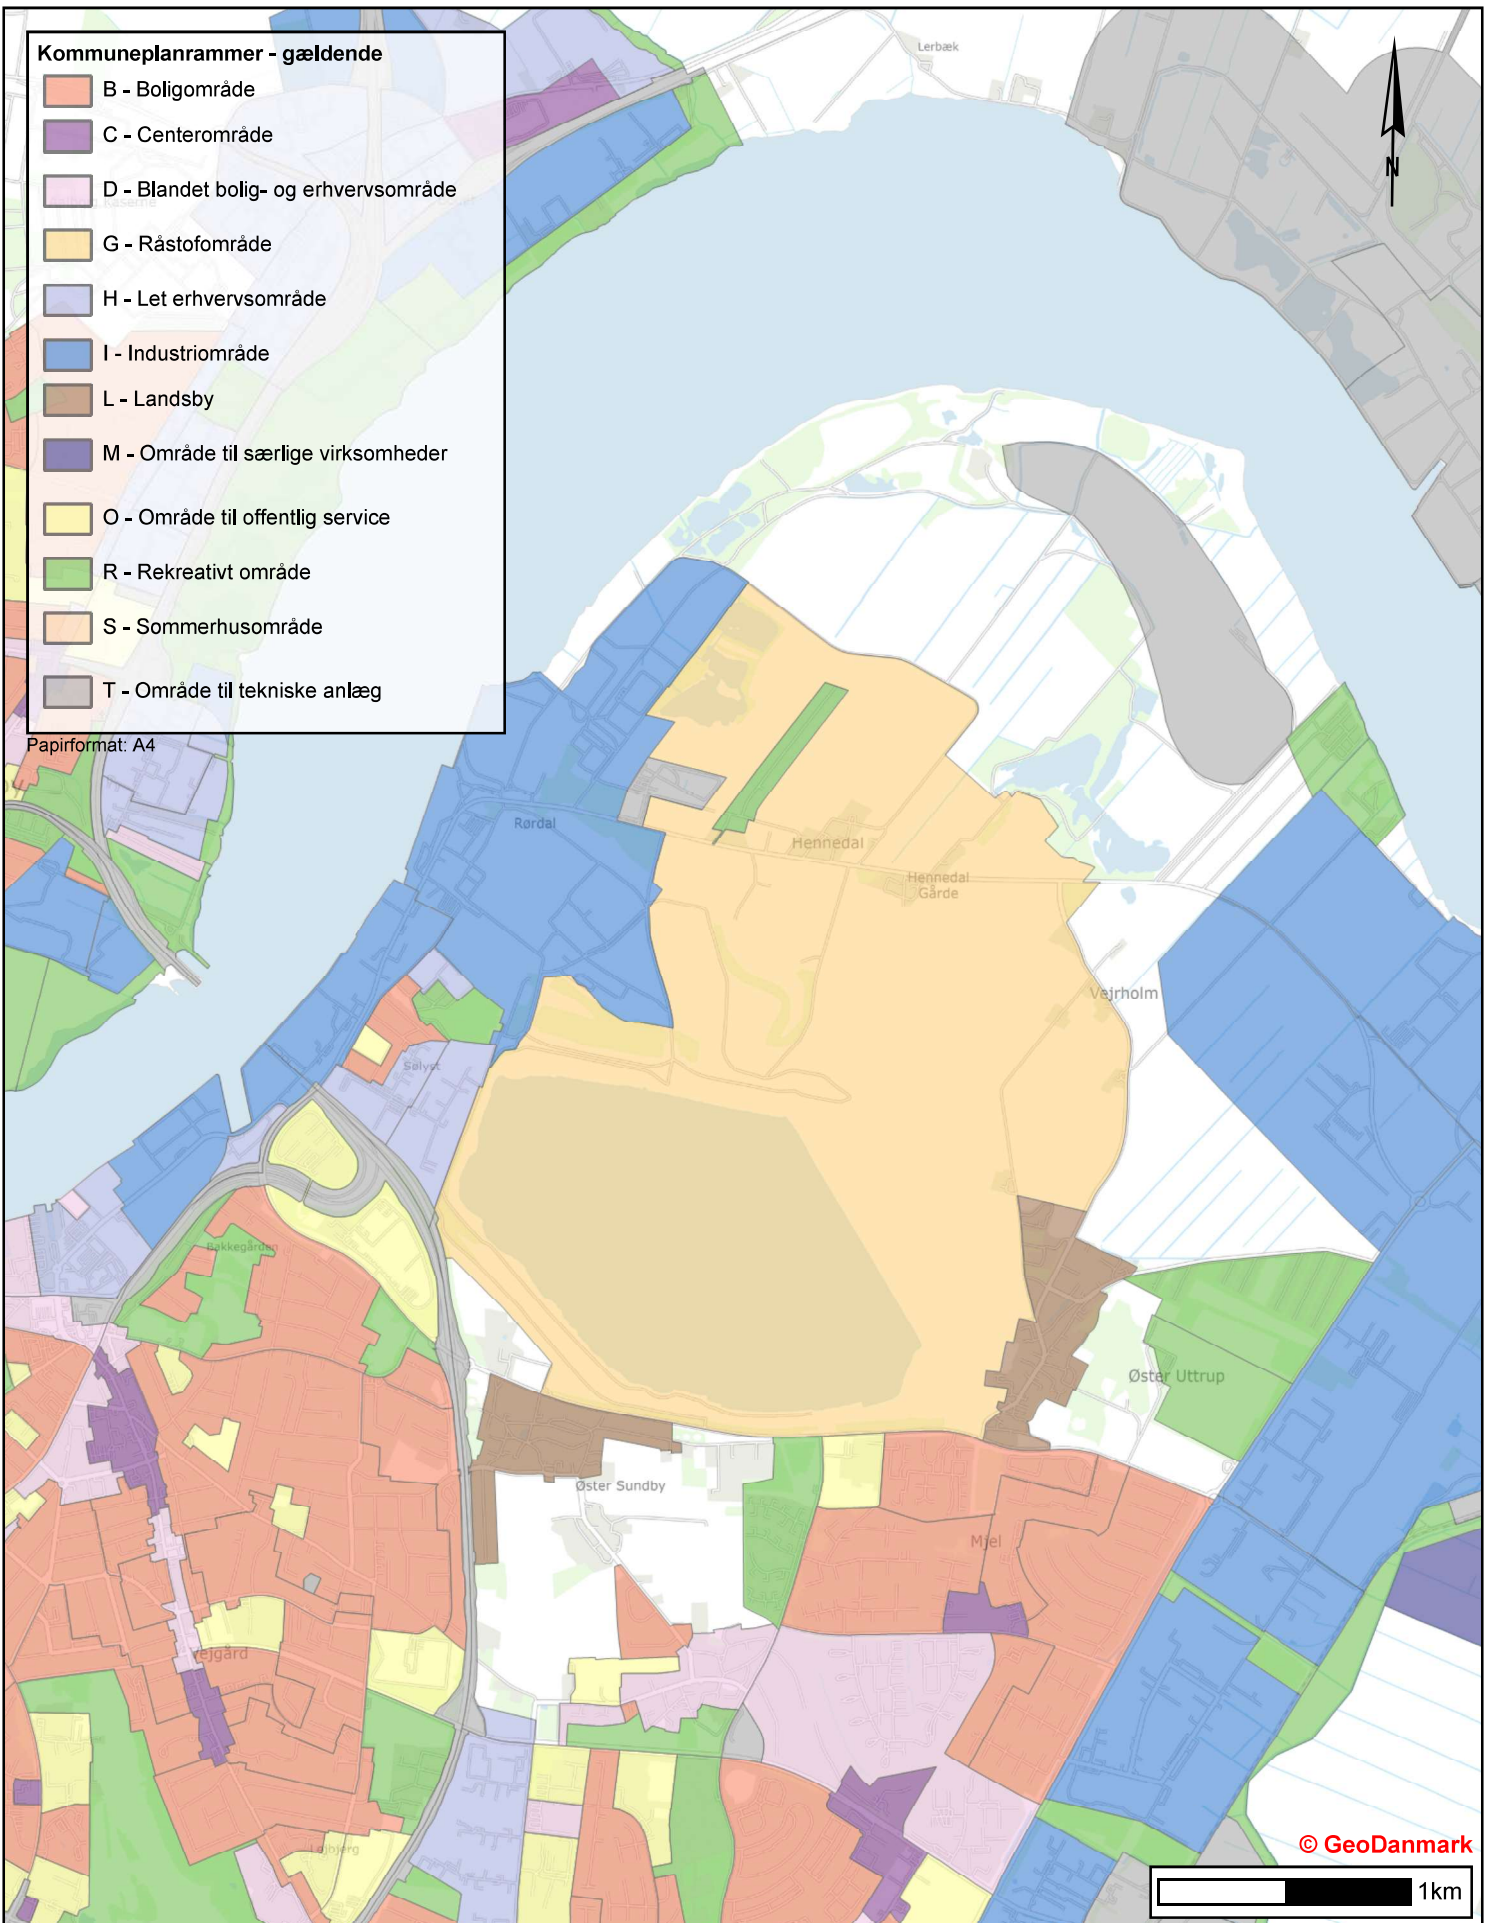 Kommuneplanrammer - gældende
B - Boligområde
C - Centerområde
D - Blandet bolig- og erhvervsområde
G - Råstofområde
H - Let erhvervsområde
I - Industriområde
L - Landsby
M - Område til særlige virksomheder
O - Område til offentlig service
R - Rekreativt område
S - Sommerhusområde
T - Område til tekniske anlæg
Papirformat: A4
Lerbæk
N
Rørdal
Hennedal
Hennedal
Gårde
Vejrholm
Sølyst
Bakkegården
Øster Uttrup
Øster Sundby
Mjel
Vejgård
Løjbjerg
© GeoDanmark
1km